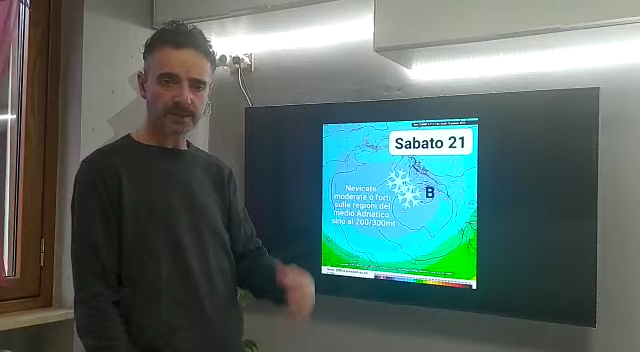 Sabato 21
Nevicate
moderate o forti
sulle regioni del
medio Adriatico
sino ai 200/300mt
B